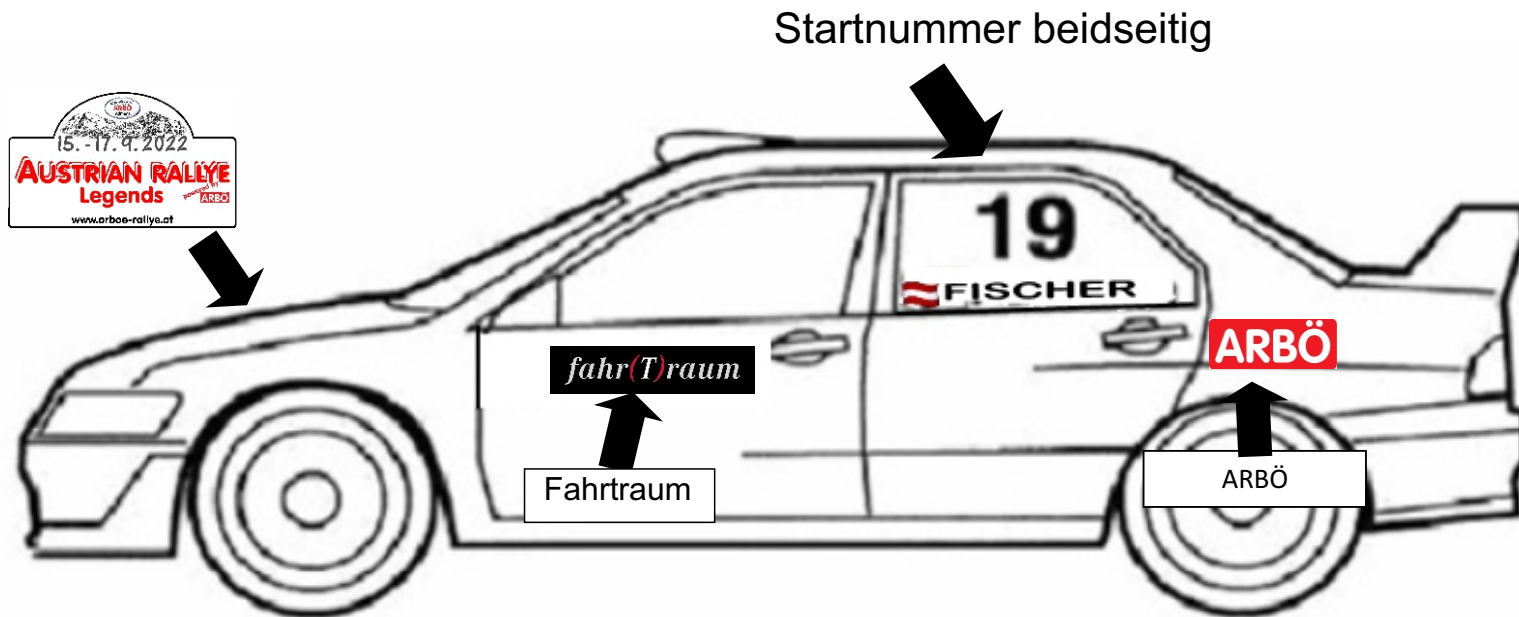 Startnummer beidseitig
ARBÖ
15.-17.9.2022
AUSTRIAN RALLYE
Legends
powered by
ARBÖ
www.arboe-rallye.at
19
FISCHER
fahr(T)raum
ARBÖ
Fahrtraum
ARBÖ